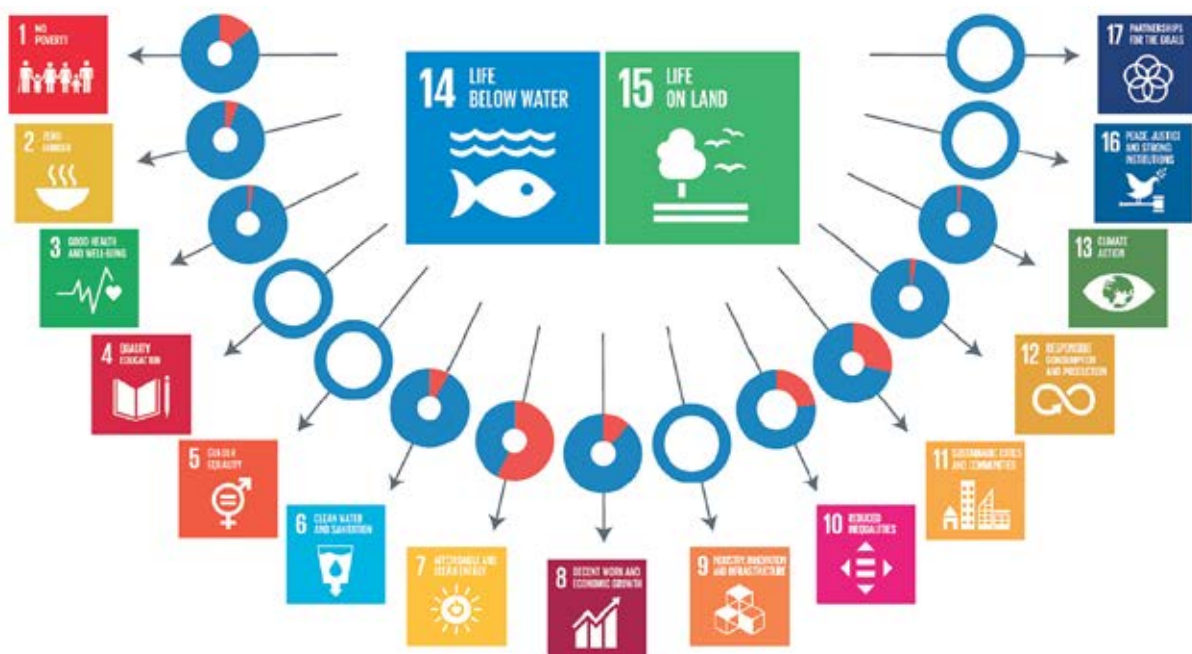 1 NO
POVERTY
2 ZERO
HUNGER
3 GOOD HEALTH
AND WELL-BEING
4 QUALITY
EDUCATION
5 GENDER
EQUALITY
6 CLEAN WATER
AND SANITATION
7 AFFORDABLE AND
CLEAN ENERGY
8 DECENT WORK AND
ECONOMIC GROWTH
9 INDUSTRY, INNOVATION
AND INFRASTRUCTURE
10 REDUCED
INEQUALITIES
11 SUSTAINABLE CITIES
AND COMMUNITIES
12 RESPONSIBLE
CONSUMPTION
AND PRODUCTION
13 CLIMATE
ACTION
14 LIFE
BELOW WATER
15 LIFE
ON LAND
16 PEACE, JUSTICE
AND STRONG
INSTITUTIONS
17 PARTNERSHIPS
FOR THE GOALS